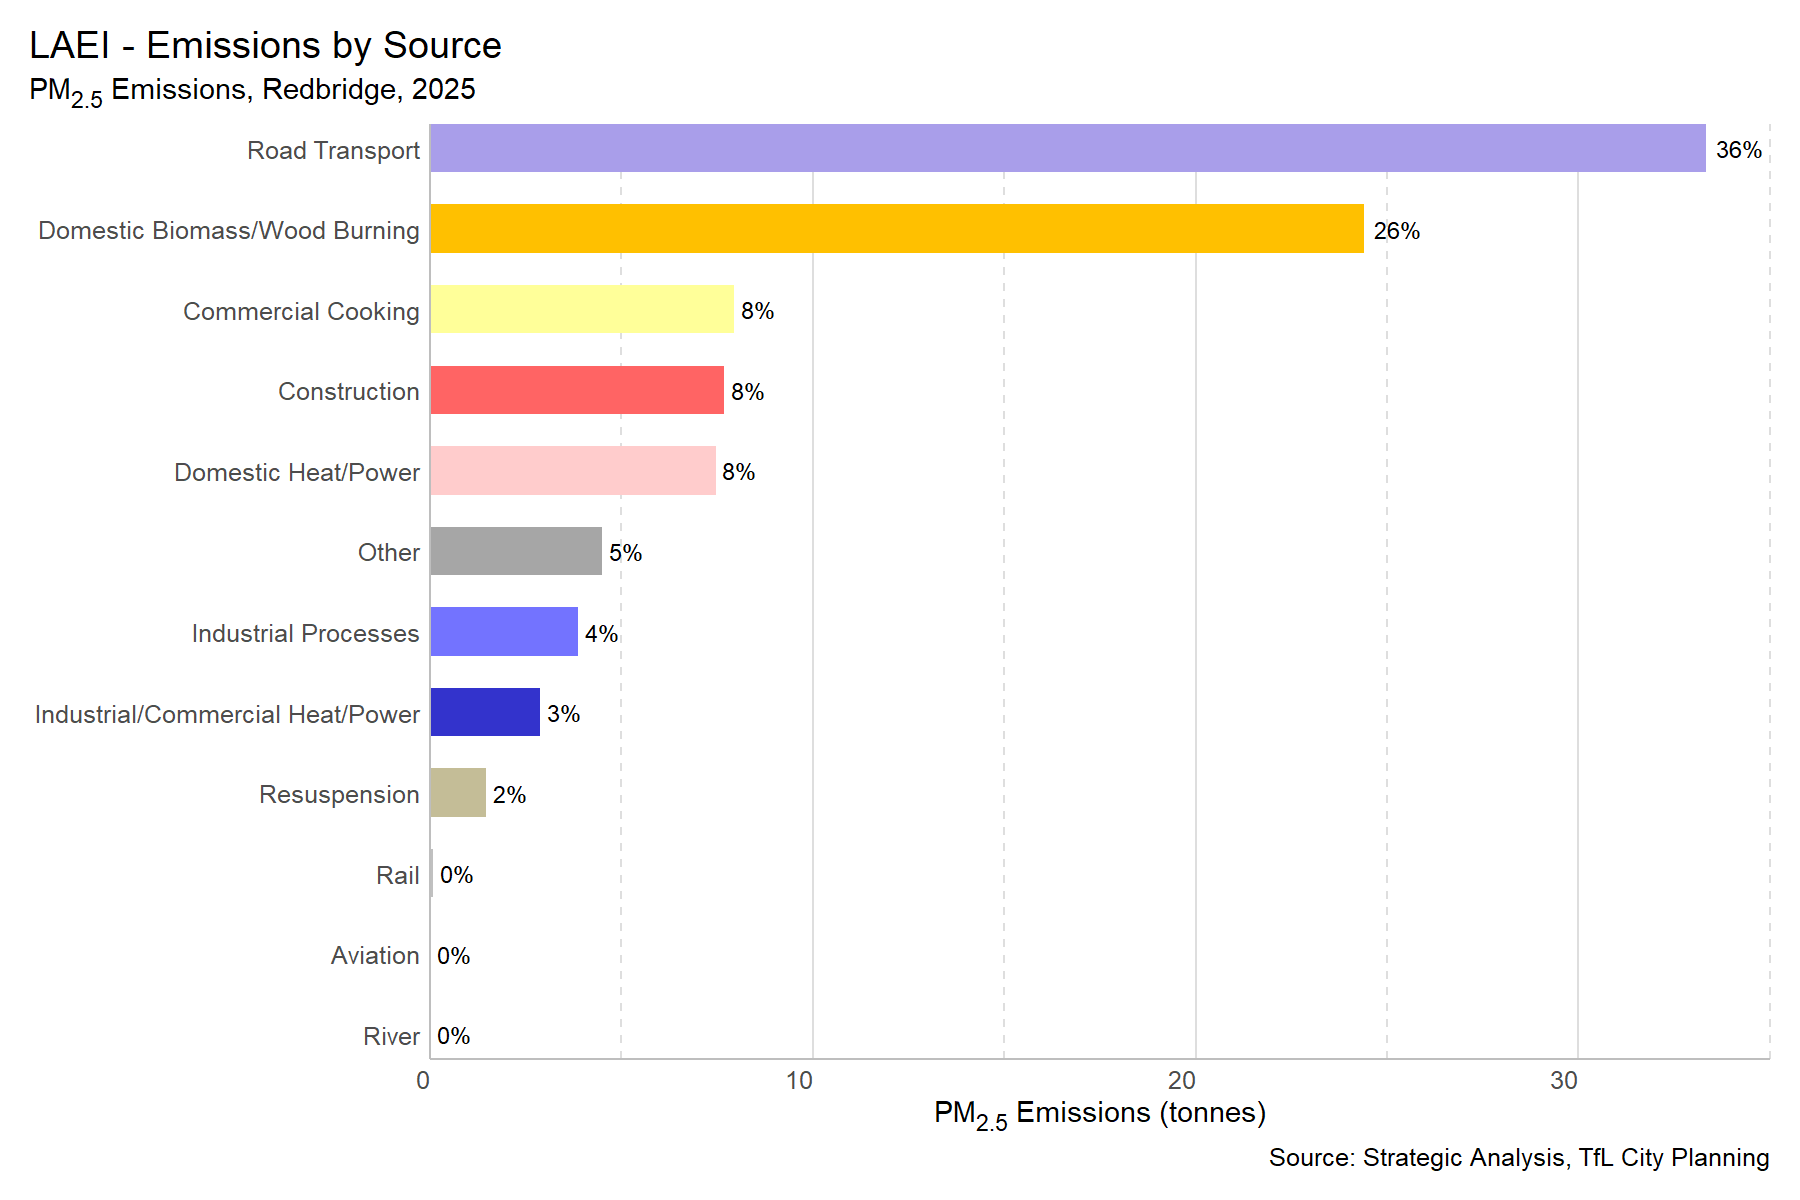 LAEI - Emissions by Source
PM2.5 Emissions, Redbridge, 2025
Road Transport 36%
Domestic Biomass/Wood Burning 26%
Commercial Cooking 8%
Construction 8%
Domestic Heat/Power 8%
Other 5%
Industrial Processes 4%
Industrial/Commercial Heat/Power 3%
Resuspension 2%
Rail 0%
Aviation 0%
River 0%
0 10 20 30
PM2.5 Emissions (tonnes)
Source: Strategic Analysis, TfL City Planning